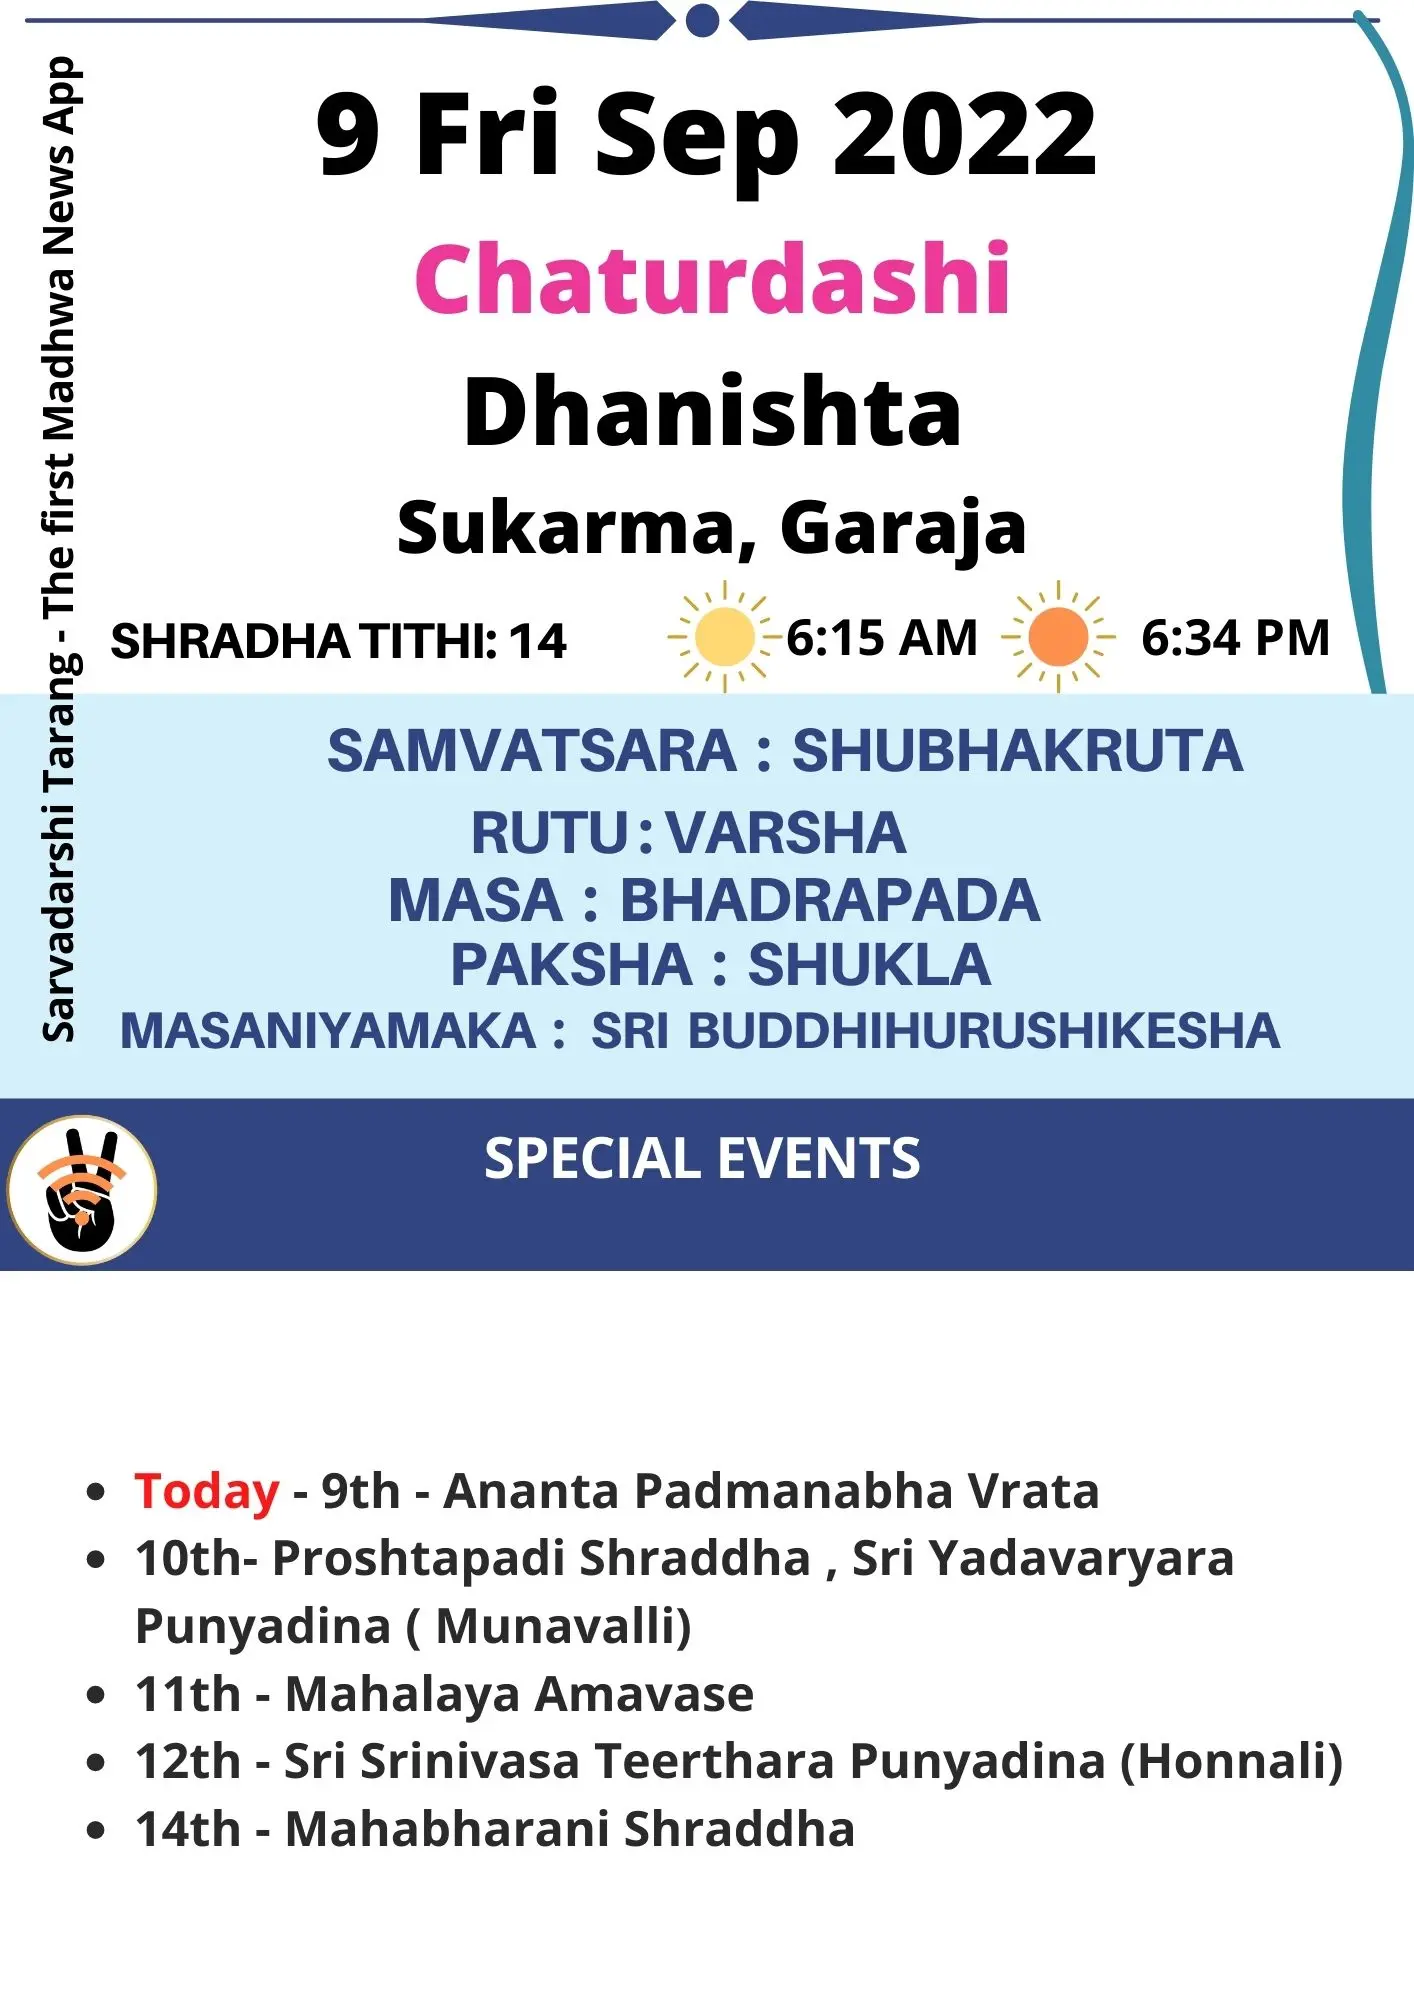 9 Fri Sep 2022
Chaturdashi
Dhanishta
Sukarma, Garaja
SHRADHA TITHI: 14
6:15 AM
6:34 PM
Sarvadarshi Tarang - The first Madhwa News App
SAMVATSARA : SHUBHAKRUTA
RUTU : VARSHA
MASA : BHADRAPADA
PAKSHA : SHUKLA
MASANIYAMAKA : SRI BUDDHIHURUSHIKESHA
SPECIAL EVENTS
• Today - 9th - Ananta Padmanabha Vrata
• 10th- Proshtapadi Shraddha , Sri Yadavaryara
Punyadina ( Munavalli)
• 11th - Mahalaya Amavase
• 12th - Sri Srinivasa Teerthara Punyadina (Honnali)
• 14th - Mahabharani Shraddha